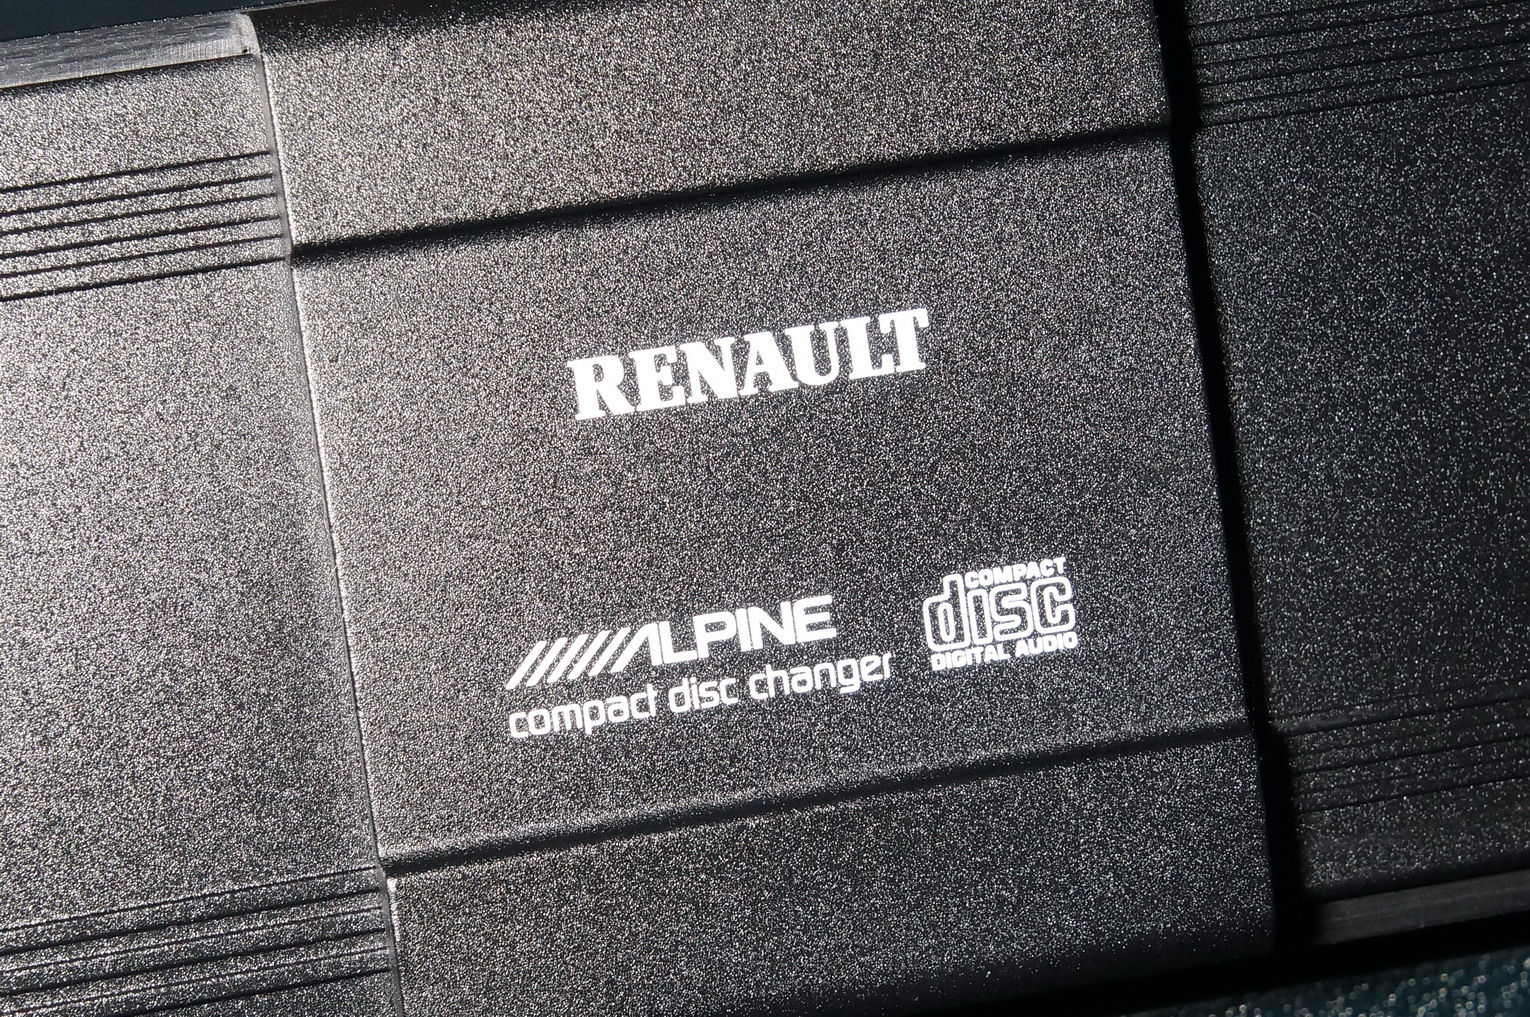 RENAULT
ALPINE
compact disc changer
COMPACT
disc
DIGITAL AUDIO